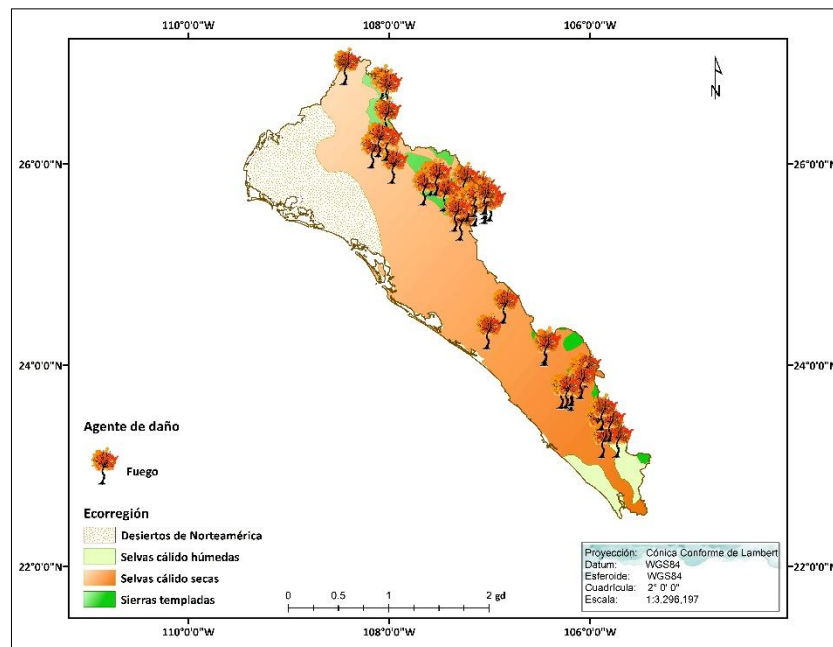 110°0'0"W 108°0'0"W 106°0'0"W
N
26°0'0"N 26°0'0"N
24°0'0"N 24°0'0"N
22°0'0"N 22°0'0"N
Agente de daño
Fuego
Ecorregión
Desiertos de Norteamérica
Selvas cálido húmedas
Selvas cálido secas
Sierras templadas
0 0.5 1 2 gd
Proyección: Cónica Conforme de Lambert
Datum: WGS84
Esferoide: WGS84
Cuadrícula: 2° 0' 0"
Escala: 1:3,296,197
110°0'0"W 108°0'0"W 106°0'0"W